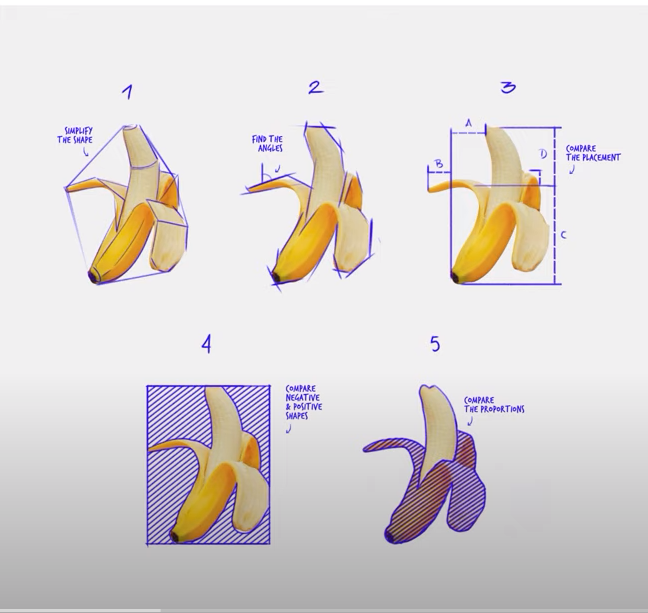 1
2
3
SIMPLIFY
THE SHAPE
FIND THE
ANGLES
A
B
D
C
COMPARE
THE PLACEMENT
4
5
COMPARE
NEGATIVE
& POSITIVE
SHAPES
COMPARE
THE PROPORTIONS